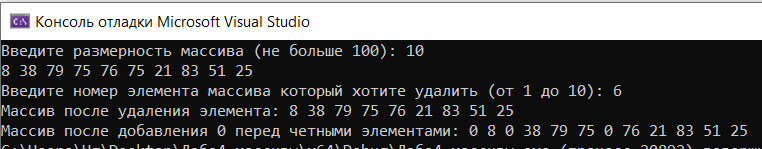 Консоль отладки Microsoft Visual Studio
Введите размерность массива (не больше 100): 10
8 38 79 75 76 75 21 83 51 25
Введите номер элемента массива который хотите удалить (от 1 до 10): 6
Массив после удаления элемента: 8 38 79 75 76 21 83 51 25
Массив после добавления 0 перед четными элементами: 0 8 0 38 79 75 0 76 21 83 51 25